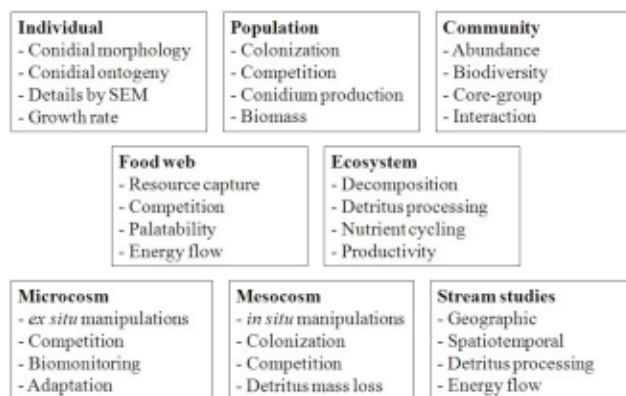 Individual
- Conidial morphology
- Conidial ontogeny
- Details by SEM
- Growth rate
Population
- Colonization
- Competition
- Conidium production
- Biomass
Community
- Abundance
- Biodiversity
- Core-group
- Interaction
Food web
- Resource capture
- Competition
- Palatability
- Energy flow
Ecosystem
- Decomposition
- Detritus processing
- Nutrient cycling
- Productivity
Microcosm
- ex situ manipulations
- Competition
- Biomonitoring
- Adaptation
Mesocosm
- in situ manipulations
- Colonization
- Competition
- Detritus mass loss
Stream studies
- Geographic
- Spatiotemporal
- Detritus processing
- Energy flow